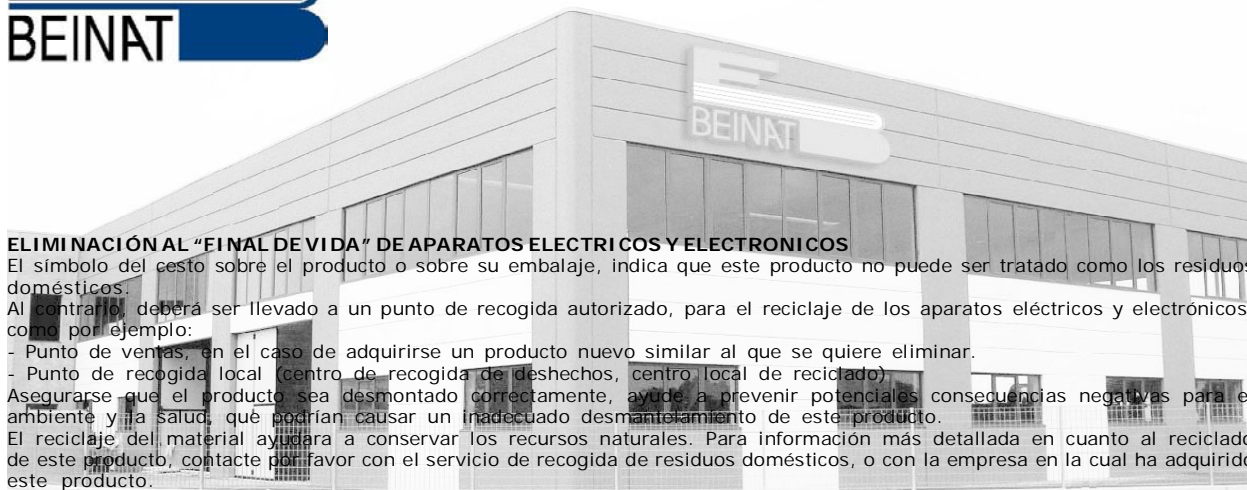 BEINAT
BEINAT
ELIMINACIÓN AL “FINAL DE VIDA” DE APARATOS ELECTRICOS Y ELECTRONICOS
El símbolo del cesto sobre el producto o sobre su embalaje, indica que este producto no puede ser tratado como los residuos
domésticos.
Al contrario, deberá ser llevado a un punto de recogida autorizado, para el reciclaje de los aparatos eléctricos y electrónicos
como por ejemplo:
- Punto de ventas, en el caso de adquirirse un producto nuevo similar al que se quiere eliminar.
- Punto de recogida local (centro de recogida de deshechos, centro local de reciclado)
Asegurarse que el producto sea desmontado correctamente, ayude a prevenir potenciales consecuencias negativas para e
ambiente y la salud, que podrían causar un inadecuado desmantelamiento de este producto.
El reciclaje del material ayudara a conservar los recursos naturales. Para información más detallada en cuanto al reciclado
de este producto, contacte por favor con el servicio de recogida de residuos domésticos, o con la empresa en la cual ha adquirido
este producto.